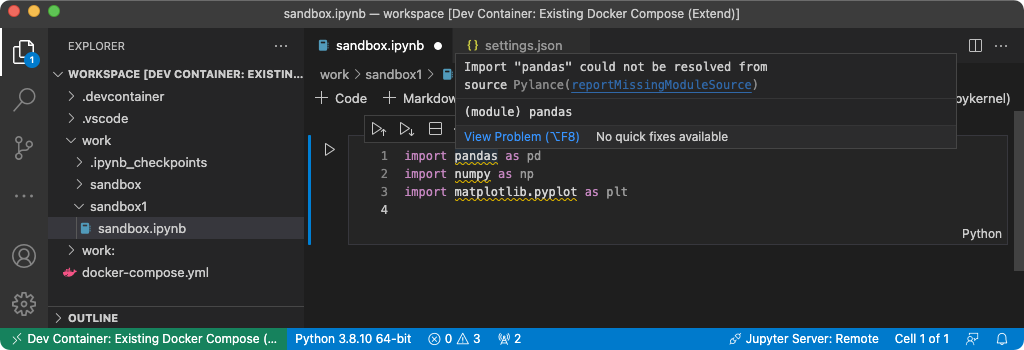 sandbox.ipynb — workspace [Dev Container: Existing Docker Compose (Extend)]
EXPLORER
WORKSPACE [DEV CONTAINER: EXISTIN...
.devcontainer
.vscode
work
.ipynb_checkpoints
sandbox
sandbox1
sandbox.ipynb
work:
docker-compose.yml
OUTLINE
1
sandbox.ipynb
{} settings.json
work > sandbox1 >
+ Code
+ Markdow
pykernel)
Import "pandas" could not be resolved from
source Pylance(reportMissingModuleSource)
(module) pandas
View Problem (⌥F8) No quick fixes available
1 import pandas as pd
2 import numpy as np
3 import matplotlib.pyplot as plt
4
Python
Dev Container: Existing Docker Compose (... Python 3.8.10 64-bit 0 3 2 Jupyter Server: Remote Cell 1 of 1